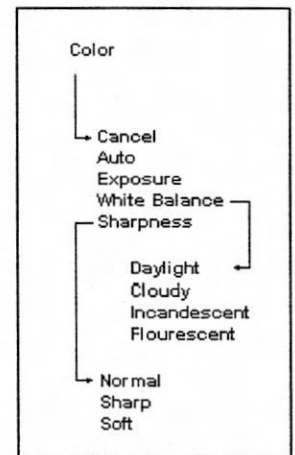 Color
Cancel
Auto
Exposure
White Balance
Sharpness
Daylight
Cloudy
Incandescent
Flourescent
Normal
Sharp
Soft